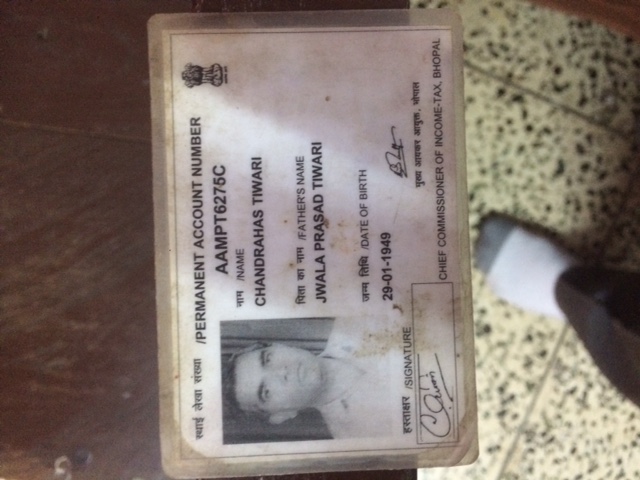 स्थाई लेखा संख्या /PERMANENT ACCOUNT NUMBER
AAMPT6275C
नाम /NAME
CHANDRAHAS TIWARI
पिता का नाम /FATHER'S NAME
JWALA PRASAD TIWARI
जन्म तिथि /DATE OF BIRTH
29-01-1949
हस्ताक्षर /SIGNATURE
मुख्य आयकर आयुक्त, भोपाल
CHIEF COMMISSIONER OF INCOME-TAX, BHOPAL